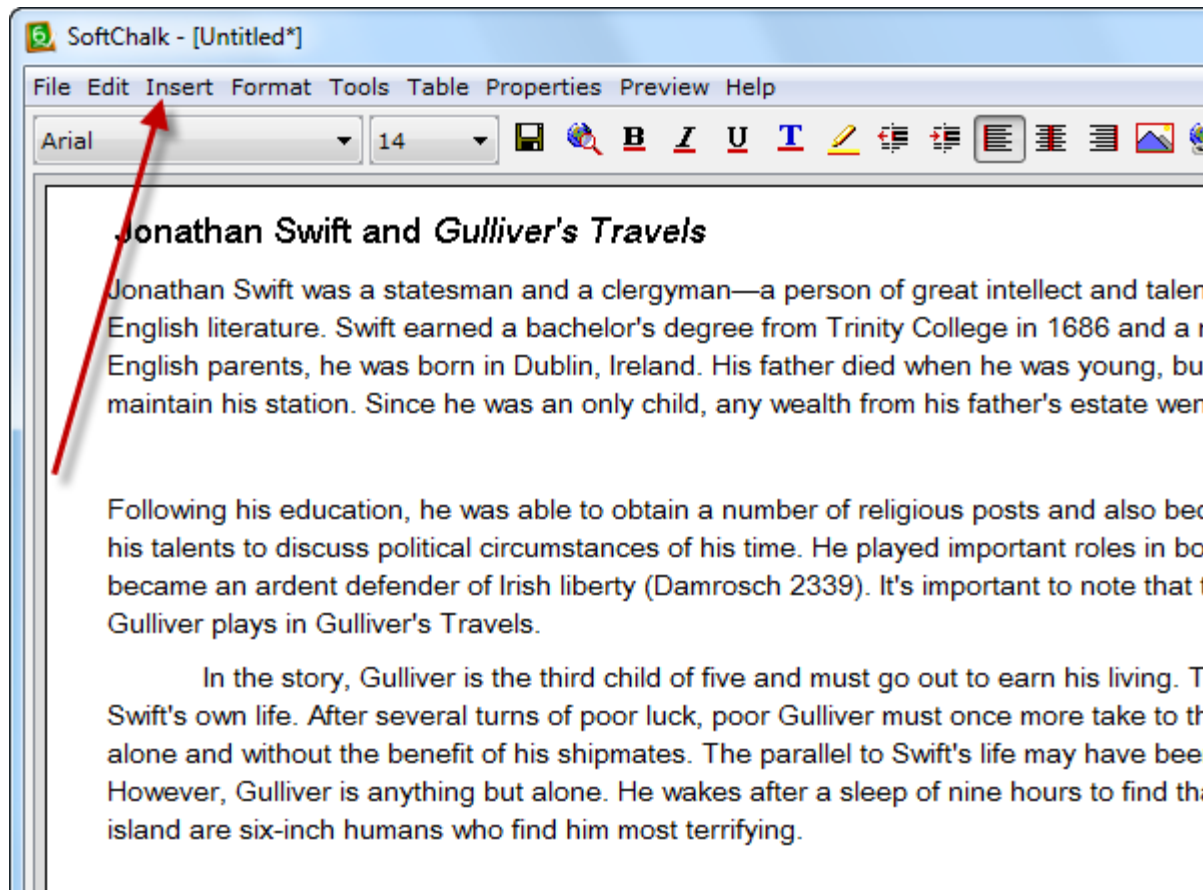 SoftChalk - [Untitled*]
File Edit Insert Format Tools Table Properties Preview Help
Arial 14 B I U T
Jonathan Swift and Gulliver's Travels
Jonathan Swift was a statesman and a clergyman—a person of great intellect and talen
English literature. Swift earned a bachelor's degree from Trinity College in 1686 and a
English parents, he was born in Dublin, Ireland. His father died when he was young, bu
maintain his station. Since he was an only child, any wealth from his father's estate wen
Following his education, he was able to obtain a number of religious posts and also bec
his talents to discuss political circumstances of his time. He played important roles in bo
became an ardent defender of Irish liberty (Damrosch 2339). It's important to note that t
Gulliver plays in Gulliver's Travels.
In the story, Gulliver is the third child of five and must go out to earn his living. T
Swift's own life. After several turns of poor luck, poor Gulliver must once more take to th
alone and without the benefit of his shipmates. The parallel to Swift's life may have bee
However, Gulliver is anything but alone. He wakes after a sleep of nine hours to find tha
island are six-inch humans who find him most terrifying.